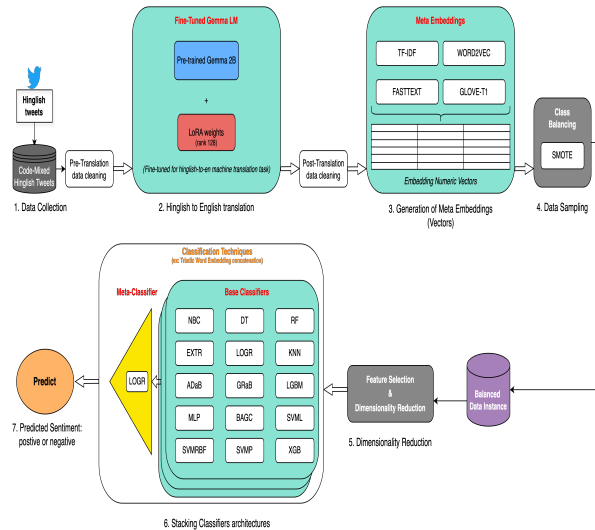 Fine-Tuned Gemma LM
Pre-trained Gemma 2B
+
LoRA weights
(rank 128)
(Fine-tuned for hinglish-to-en machine translation task)
2. Hinglish to English translation
Hinglish
tweets
Code-Mixed
Hinglish Tweets
1. Data Collection
Pre-Translation
data cleaning
Post-Translation
data cleaning
Meta Embeddings
TF-IDF
WORD2VEC
FASTTEXT
GLOVE-T1
Embedding Numeric Vectors
3. Generation of Meta Embeddings
(Vectors)
Class
Balancing
SMOTE
4. Data Sampling
Classification Techniques
(ex: Triadic Word Embedding concatenation)
Meta-Classifier
Base Classifiers
NBC
DT
RF
EXTR
LOGR
KNN
ADaB
GRaB
LGBM
MLP
BAGC
SVML
SVMRBF
SVMP
XGB
LOGR
Predict
7. Predicted Sentiment:
postive or negative
6. Stacking Classifiers architectures
Feature Selection
&
Dimensionality Reduction
5. Dimensionality Reduction
Balanced
Data Instance